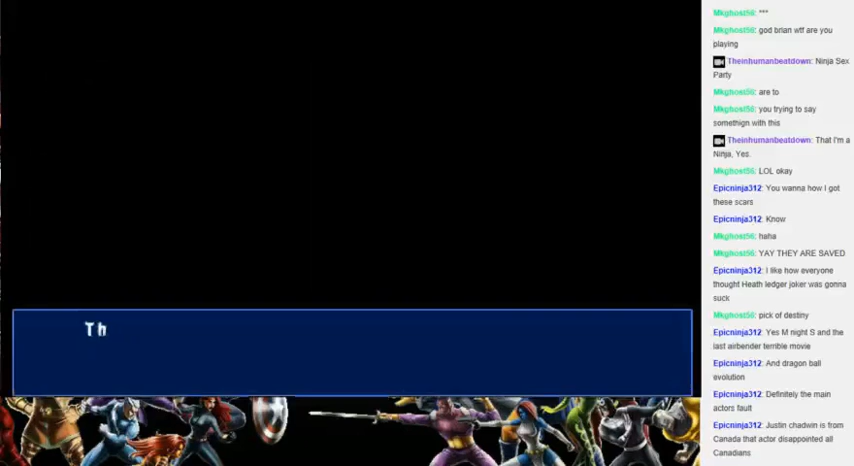 Mkghost56: ***
Mkghost56: god brian wtf are you
playing
Theinhumanbeatdown: Ninja Sex
Party
Mkghost56: are to
Mkghost56: you trying to say
somethign with this
Theinhumanbeatdown: That I'm a
Ninja, Yes.
Mkghost56: LOL okay
Epicninja312: You wanna how I got
these scars
Epicninja312: Know
Mkghost56: haha
Mkghost56: YAY THEY ARE SAVED
Epicninja312: I like how everyone
thought Heath ledger joker was gonna
suck
Mkghost56: pick of destiny
Epicninja312: Yes M night S and the
last airbender terrible movie
Epicninja312: And dragon ball
evolution
Epicninja312: Definitely the main
actors fault
Epicninja312: Justin chadwin is from
Canada that actor disappointed all
Canadians
Th